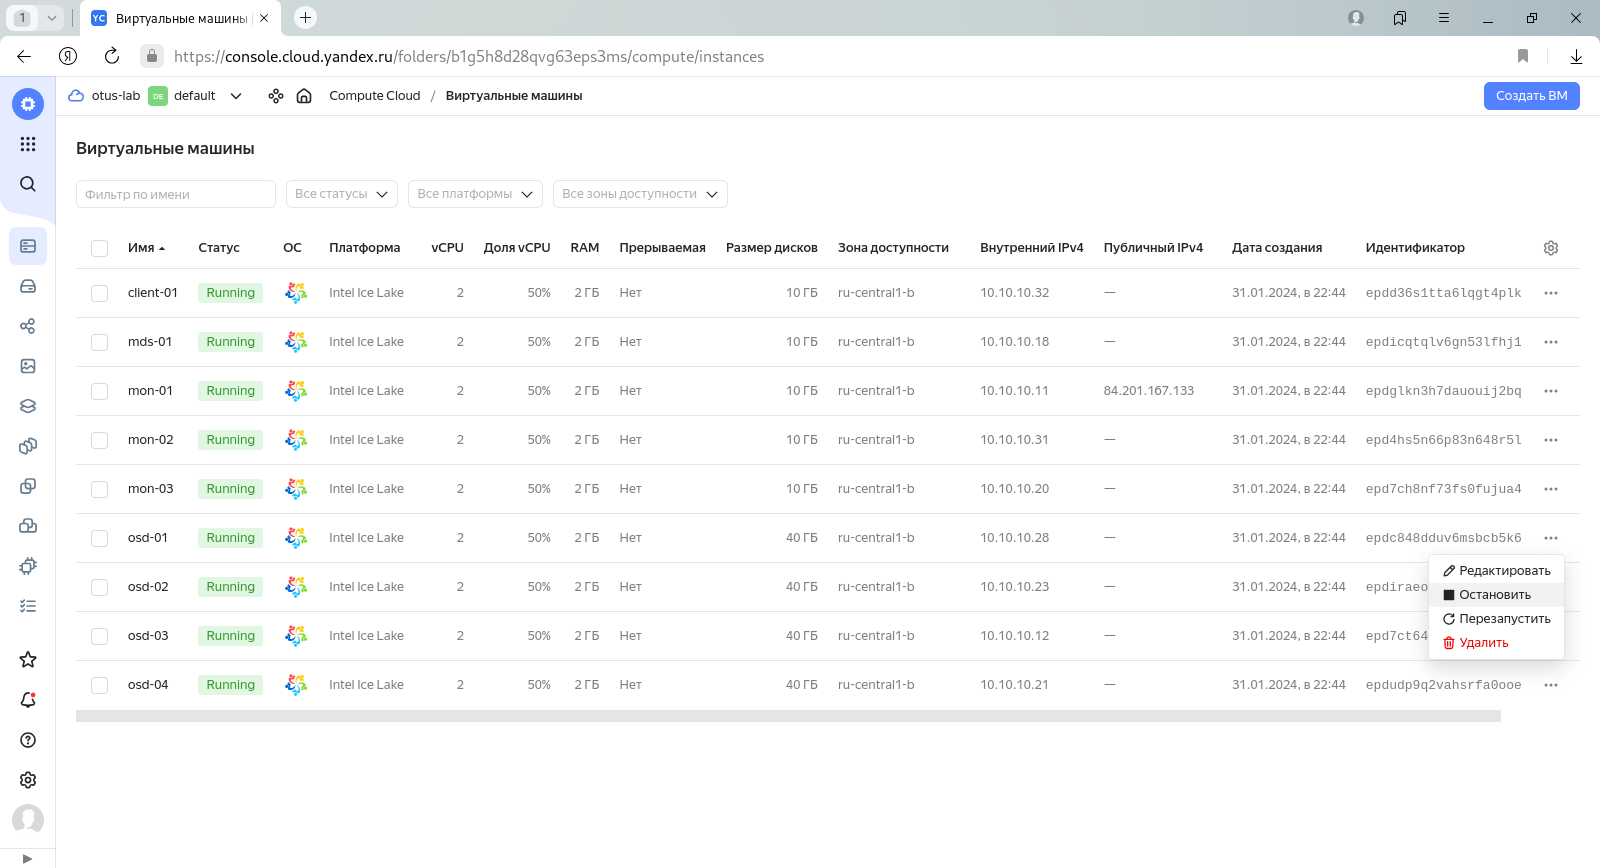 1
YC Виртуальные машины
https://console.cloud.yandex.ru/folders/b1g5h8d28qvg63eps3ms/compute/instances
otus-lab DE default Compute Cloud / Виртуальные машины Создать ВМ
Виртуальные машины
Фильтр по имени Все статусы Все платформы Все зоны доступности
Имя Статус ОС Платформа vCPU Доля vCPU RAM Прерываемая Размер дисков Зона доступности Внутренний IPv4 Публичный IPv4 Дата создания Идентификатор
client-01 Running Intel Ice Lake 2 50% 2 ГБ Нет 10 ГБ ru-central1-b 10.10.10.32 — 31.01.2024, в 22:44 epdd36s1tta6lqgt4plk
mds-01 Running Intel Ice Lake 2 50% 2 ГБ Нет 10 ГБ ru-central1-b 10.10.10.18 — 31.01.2024, в 22:44 epdicqtqlv6gn53lfhj1
mon-01 Running Intel Ice Lake 2 50% 2 ГБ Нет 10 ГБ ru-central1-b 10.10.10.11 84.201.167.133 31.01.2024, в 22:44 epdglkn3h7dauouij2bq
mon-02 Running Intel Ice Lake 2 50% 2 ГБ Нет 10 ГБ ru-central1-b 10.10.10.31 — 31.01.2024, в 22:44 epd4hs5n66p83n648r5l
mon-03 Running Intel Ice Lake 2 50% 2 ГБ Нет 10 ГБ ru-central1-b 10.10.10.20 — 31.01.2024, в 22:44 epd7ch8nf73fs0fujua4
osd-01 Running Intel Ice Lake 2 50% 2 ГБ Нет 40 ГБ ru-central1-b 10.10.10.28 — 31.01.2024, в 22:44 epdc848dduv6msbcb5k6
osd-02 Running Intel Ice Lake 2 50% 2 ГБ Нет 40 ГБ ru-central1-b 10.10.10.23 — 31.01.2024, в 22:44 epdiraeo
osd-03 Running Intel Ice Lake 2 50% 2 ГБ Нет 40 ГБ ru-central1-b 10.10.10.12 — 31.01.2024, в 22:44 epd7ct64
osd-04 Running Intel Ice Lake 2 50% 2 ГБ Нет 40 ГБ ru-central1-b 10.10.10.21 — 31.01.2024, в 22:44 epdudp9q2vahsrfa0ooe
Редактировать
Остановить
Перезапустить
Удалить